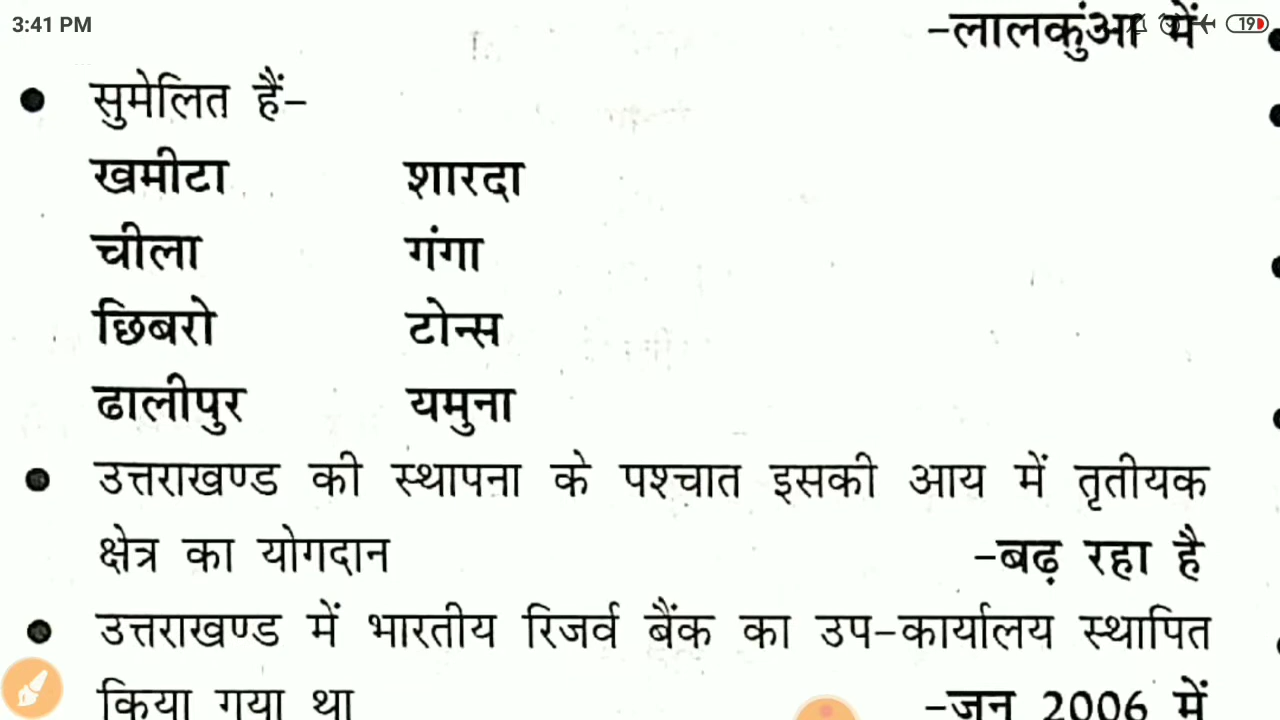 3:41 PM
19
-लालकुंआ में
सुमेलित हैं-
खमीटा शारदा
चीला गंगा
छिबरो टोन्स
ढालीपुर यमुना
उत्तराखण्ड की स्थापना के पश्चात इसकी आय में तृतीयक
क्षेत्र का योगदान -बढ़ रहा है
उत्तराखण्ड में भारतीय रिजर्व बैंक का उप-कार्यालय स्थापित
किया गया था -जून 2006 में